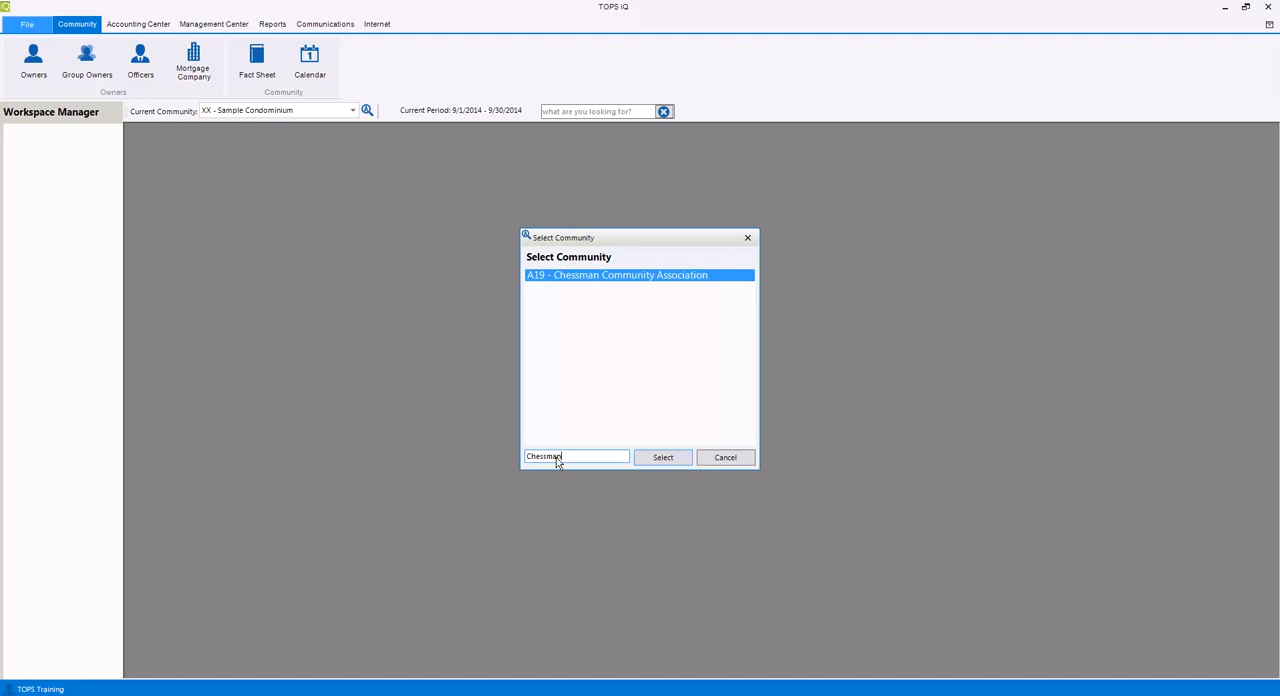 TOPS iQ
File Community Accounting Center Management Center Reports Communications Internet
Owners Group Owners Officers Mortgage Company Fact Sheet Calendar
Owners Community
Workspace Manager Current Community: XX - Sample Condominium Current Period: 9/1/2014 - 9/30/2014 what are you looking for?
Select Community
Select Community
A19 - Chessman Community Association
Chessman Select Cancel
TOPS Training